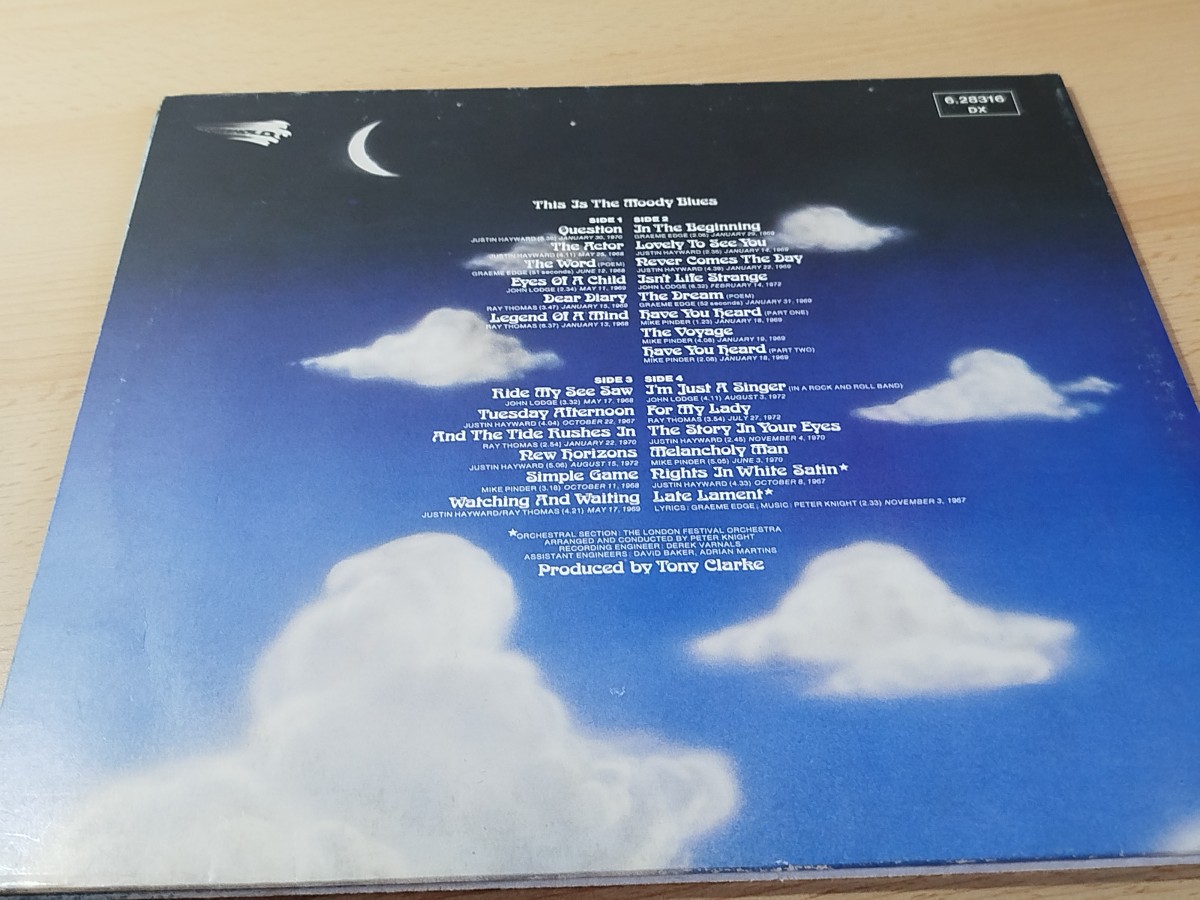 6.28316
DX
This Is The Moody Blues
SIDE 1
Question
JUSTIN HAYWARD JANUARY 30, 1970
The Actor
JUSTIN HAYWARD (4.11) MAY 1968
The Word (POEM)
GRAEME EDGE (51 seconds) JUNE 12, 1968
Eyes Of A Child
JOHN LODGE (2.34) MAY 11, 1969
Dear Diary
RAY THOMAS (3.47) JANUARY 15, 1969
Legend Of A Mind
RAY THOMAS (6.37) JANUARY 13, 1968
SIDE 2
In The Beginning
GRAEME EDGE (2.06) JANUARY 1969
Lovely To See You
JUSTIN HAYWARD (2.35) JANUARY 14, 1969
Never Comes The Day
JUSTIN HAYWARD (4.39) JANUARY 22, 1969
Isn't Life Strange
JOHN LODGE (6.32) FEBRUARY 14, 1972
The Dream (POEM)
GRAEME EDGE (52 seconds) JANUARY 31, 1969
Have You Heard (PART ONE)
MIKE PINDER (1.23) JANUARY 18, 1969
The Voyage
MIKE PINDER (4.08) JANUARY 1969
Have You Heard (PART TWO)
MIKE PINDER (2.08) JANUARY 18, 1969
SIDE 3
Ride My See Saw
JOHN LODGE (3.32) MAY 17, 1968
Tuesday Afternoon
JUSTIN HAYWARD (4.04) OCTOBER 22, 1967
And The Tide Rushes In
RAY THOMAS (2.54) JANUARY 22, 1970
New Horizons
JUSTIN HAYWARD (5.06) AUGUST 15, 1972
Simple Game
MIKE PINDER (3.18) OCTOBER 11, 1968
Watching And Waiting
JUSTIN HAYWARD/RAY THOMAS (4.21) MAY 17, 1969
SIDE 4
I'm Just A Singer (IN A ROCK AND ROLL BAND)
JOHN LODGE (4.11) AUGUST 3, 1972
For My Lady
RAY THOMAS (3.54) JULY 27, 1972
The Story In Your Eyes
JUSTIN HAYWARD (2.45) NOVEMBER 4, 1970
Melancholy Man
MIKE PINDER (5.05) JUNE 3, 1970
Nights In White Satin★
JUSTIN HAYWARD (4.33) OCTOBER 8, 1967
Late Lament★
LYRICS: GRAEME EDGE; MUSIC: PETER KNIGHT (2.33) NOVEMBER 3, 1967
★ORCHESTRAL SECTION: THE LONDON FESTIVAL ORCHESTRA
ARRANGED AND CONDUCTED BY PETER KNIGHT
RECORDING ENGINEER: DEREK VARNALS
ASSISTANT ENGINEERS: DAVID BAKER, ADRIAN MARTINS
Produced by Tony Clarke